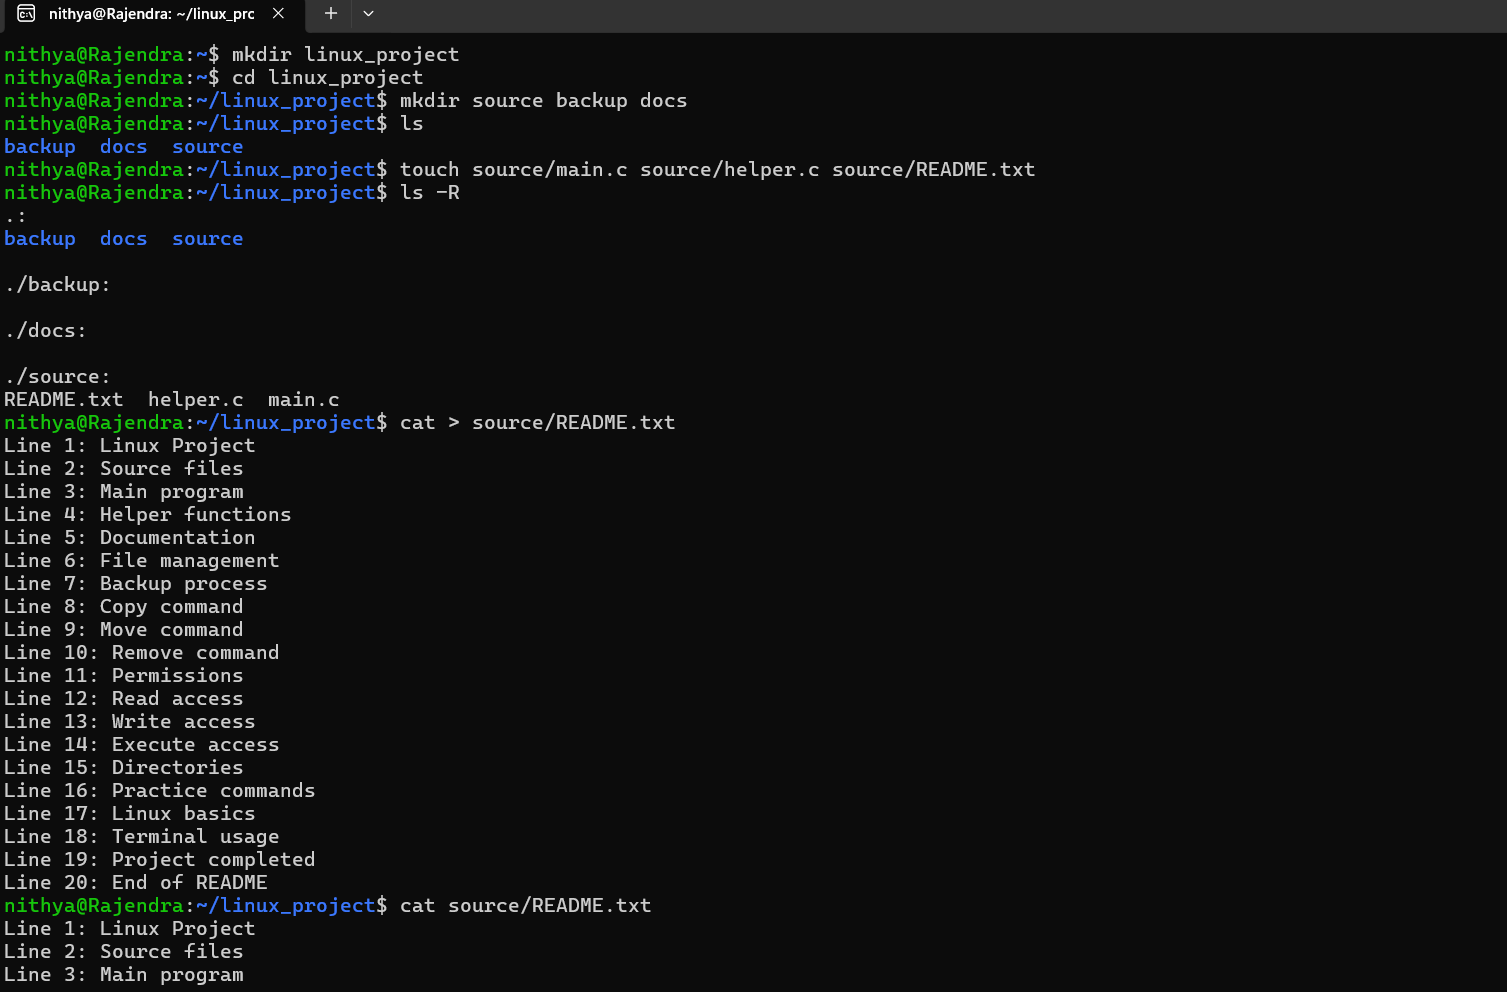 nithya@Rajendra: ~/linux_prc
nithya@Rajendra:~$ mkdir linux_project
nithya@Rajendra:~$ cd linux_project
nithya@Rajendra:~/linux_project$ mkdir source backup docs
nithya@Rajendra:~/linux_project$ ls
backup  docs  source
nithya@Rajendra:~/linux_project$ touch source/main.c source/helper.c source/README.txt
nithya@Rajendra:~/linux_project$ ls -R
.:
backup  docs  source
./backup:
./docs:
./source:
README.txt  helper.c  main.c
nithya@Rajendra:~/linux_project$ cat > source/README.txt
Line 1: Linux Project
Line 2: Source files
Line 3: Main program
Line 4: Helper functions
Line 5: Documentation
Line 6: File management
Line 7: Backup process
Line 8: Copy command
Line 9: Move command
Line 10: Remove command
Line 11: Permissions
Line 12: Read access
Line 13: Write access
Line 14: Execute access
Line 15: Directories
Line 16: Practice commands
Line 17: Linux basics
Line 18: Terminal usage
Line 19: Project completed
Line 20: End of README
nithya@Rajendra:~/linux_project$ cat source/README.txt
Line 1: Linux Project
Line 2: Source files
Line 3: Main program